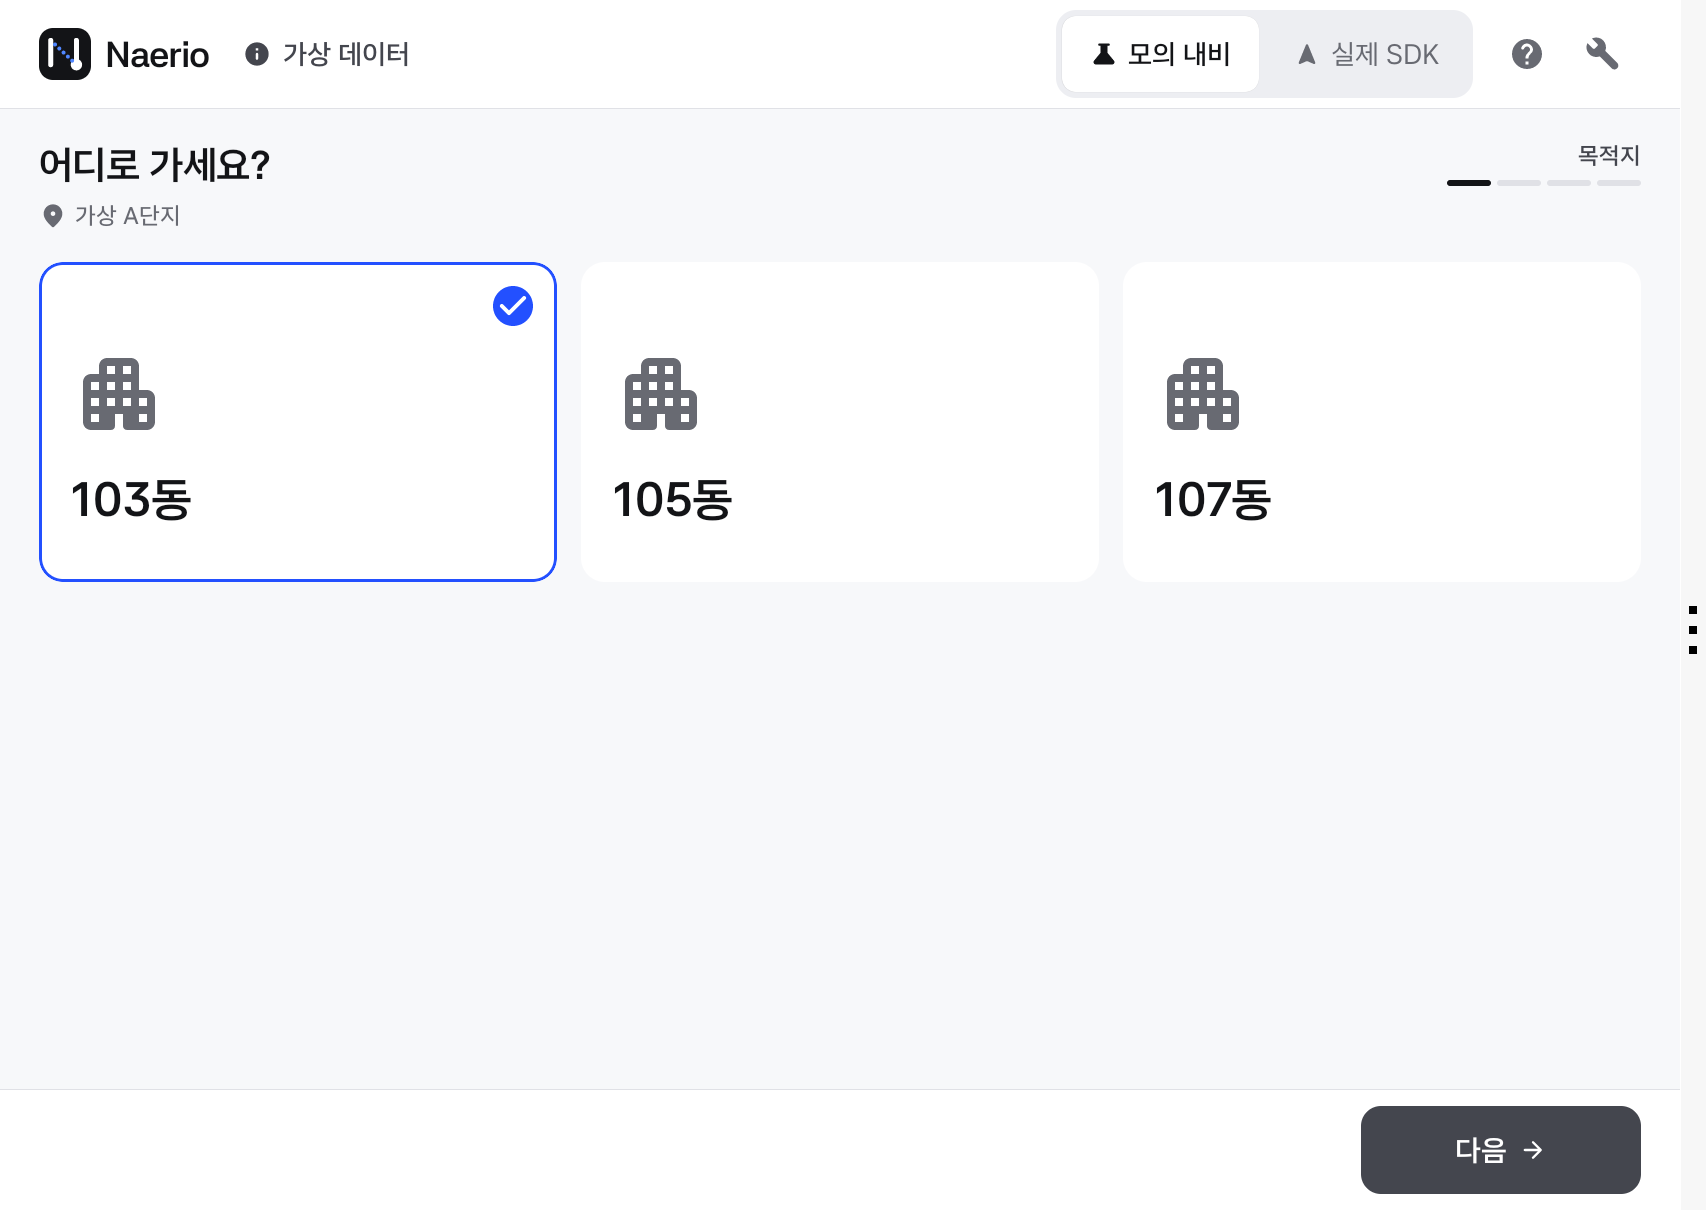 Naerio
가상 데이터
모의 내비
실제 SDK
어디로 가세요?
목적지
가상 A단지
103동
105동
107동
다음 →